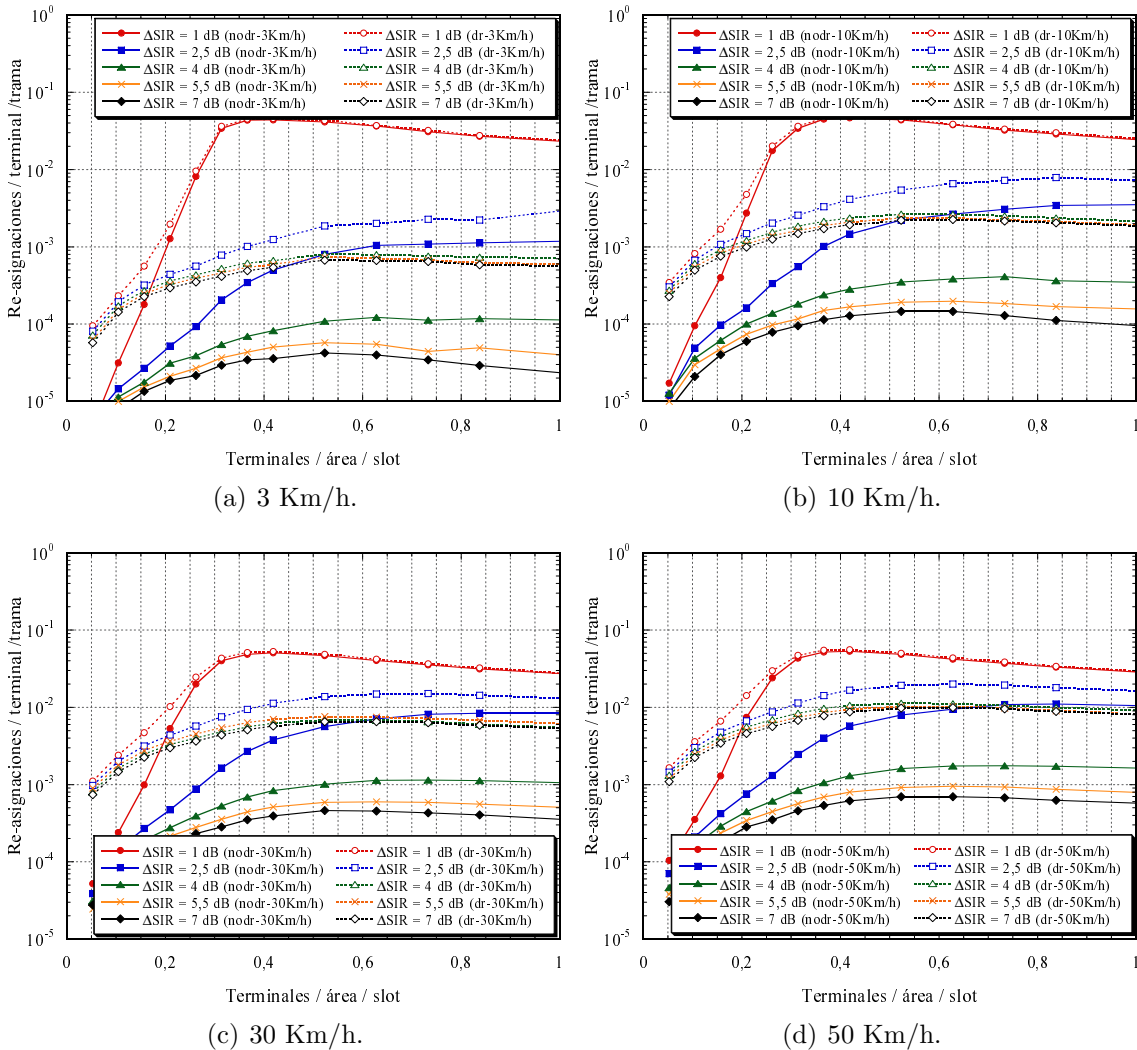 10^0
10^-1
10^-2
10^-3
10^-4
10^-5
Re-asignaciones / terminal /trama
ΔSIR = 1 dB (nodr-3Km/h)
ΔSIR = 2,5 dB (nodr-3Km/h)
ΔSIR = 4 dB (nodr-3Km/h)
ΔSIR = 5,5 dB (nodr-3Km/h)
ΔSIR = 7 dB (nodr-3Km/h)
ΔSIR = 1 dB (dr-3Km/h)
ΔSIR = 2,5 dB (dr-3Km/h)
ΔSIR = 4 dB (dr-3Km/h)
ΔSIR = 5,5 dB (dr-3Km/h)
ΔSIR = 7 dB (dr-3Km/h)
0 0,2 0,4 0,6 0,8 1
Terminales / área / slot
(a) 3 Km/h.
10^0
10^-1
10^-2
10^-3
10^-4
10^-5
Re-asignaciones / terminal /trama
ΔSIR = 1 dB (nodr-10Km/h)
ΔSIR = 2,5 dB (nodr-10Km/h)
ΔSIR = 4 dB (nodr-10Km/h)
ΔSIR = 5,5 dB (nodr-10Km/h)
ΔSIR = 7 dB (nodr-10Km/h)
ΔSIR = 1 dB (dr-10Km/h)
ΔSIR = 2,5 dB (dr-10Km/h)
ΔSIR = 4 dB (dr-10Km/h)
ΔSIR = 5,5 dB (dr-10Km/h)
ΔSIR = 7 dB (dr-10Km/h)
0 0,2 0,4 0,6 0,8 1
Terminales / área / slot
(b) 10 Km/h.
10^0
10^-1
10^-2
10^-3
10^-4
10^-5
Re-asignaciones / terminal /trama
ΔSIR = 1 dB (nodr-30Km/h)
ΔSIR = 2,5 dB (nodr-30Km/h)
ΔSIR = 4 dB (nodr-30Km/h)
ΔSIR = 5,5 dB (nodr-30Km/h)
ΔSIR = 7 dB (nodr-30Km/h)
ΔSIR = 1 dB (dr-30Km/h)
ΔSIR = 2,5 dB (dr-30Km/h)
ΔSIR = 4 dB (dr-30Km/h)
ΔSIR = 5,5 dB (dr-30Km/h)
ΔSIR = 7 dB (dr-30Km/h)
0 0,2 0,4 0,6 0,8 1
Terminales / área / slot
(c) 30 Km/h.
10^0
10^-1
10^-2
10^-3
10^-4
10^-5
Re-asignaciones / terminal /trama
ΔSIR = 1 dB (nodr-50Km/h)
ΔSIR = 2,5 dB (nodr-50Km/h)
ΔSIR = 4 dB (nodr-50Km/h)
ΔSIR = 5,5 dB (nodr-50Km/h)
ΔSIR = 7 dB (nodr-50Km/h)
ΔSIR = 1 dB (dr-50Km/h)
ΔSIR = 2,5 dB (dr-50Km/h)
ΔSIR = 4 dB (dr-50Km/h)
ΔSIR = 5,5 dB (dr-50Km/h)
ΔSIR = 7 dB (dr-50Km/h)
0 0,2 0,4 0,6 0,8 1
Terminales / área / slot
(d) 50 Km/h.